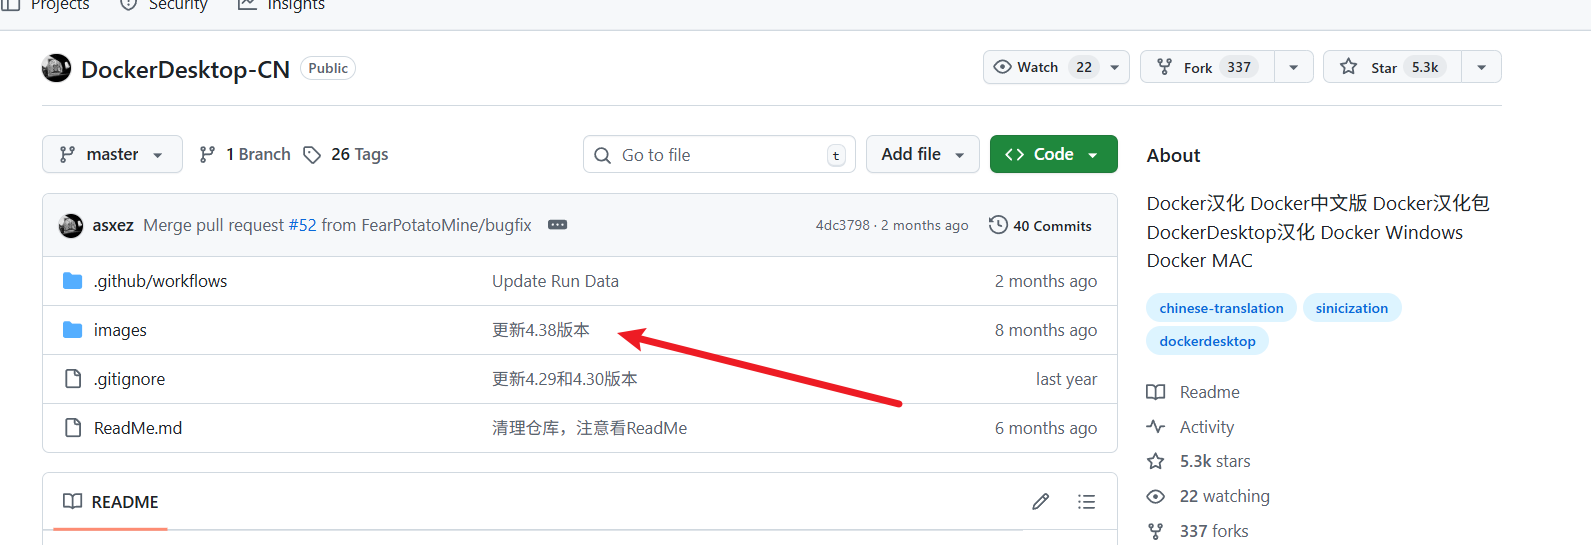 Projects Security Insights
DockerDesktop-CN Public Watch 22 Fork 337 Star 5.3k
master 1 Branch 26 Tags Go to file t Add file Code
asxez Merge pull request #52 from FearPotatoMine/bugfix 4dc3798 · 2 months ago 40 Commits
.github/workflows Update Run Data 2 months ago
images 更新4.38版本 8 months ago
.gitignore 更新4.29和4.30版本 last year
ReadMe.md 清理仓库，注意看ReadMe 6 months ago
README
About
Docker汉化 Docker中文版 Docker汉化包
DockerDesktop汉化 Docker Windows
Docker MAC
chinese-translation sinicization
dockerdesktop
Readme
Activity
5.3k stars
22 watching
337 forks